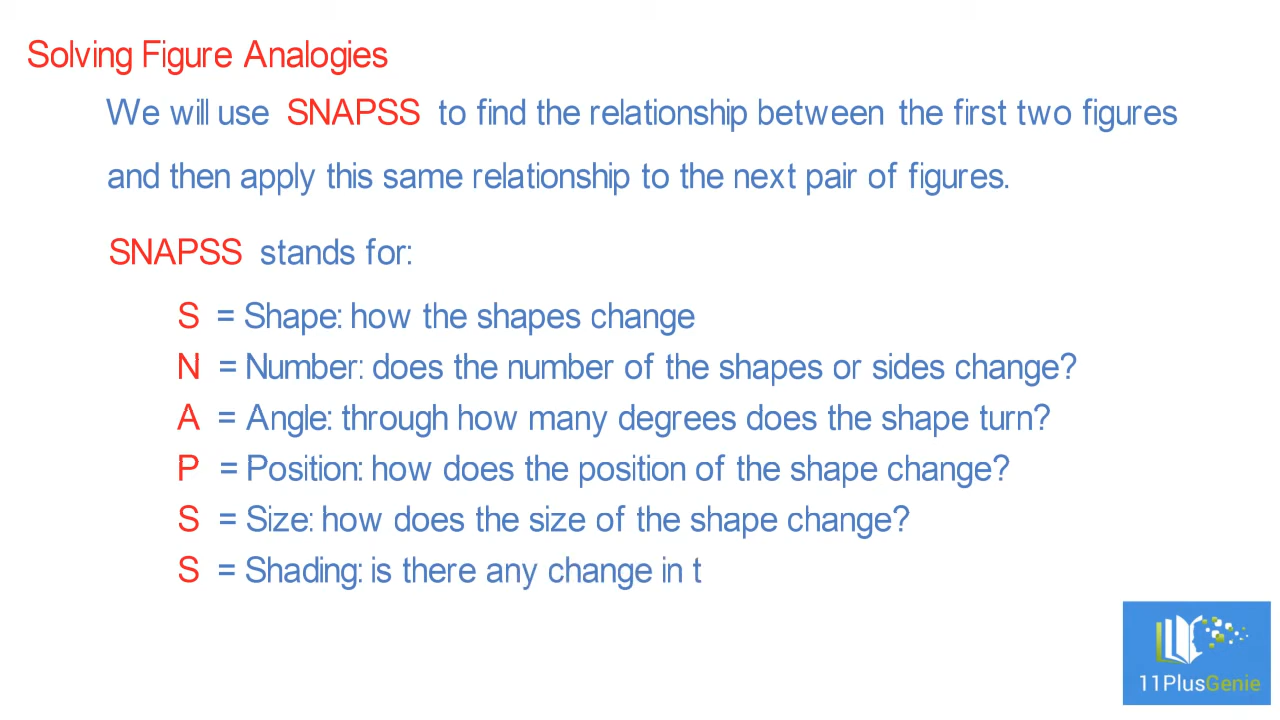 Solving Figure Analogies
We will use SNAPSS to find the relationship between the first two figures
and then apply this same relationship to the next pair of figures.
SNAPSS stands for:
S = Shape: how the shapes change
N = Number: does the number of the shapes or sides change?
A = Angle: through how many degrees does the shape turn?
P = Position: how does the position of the shape change?
S = Size: how does the size of the shape change?
S = Shading: is there any change in t
11PlusGenie